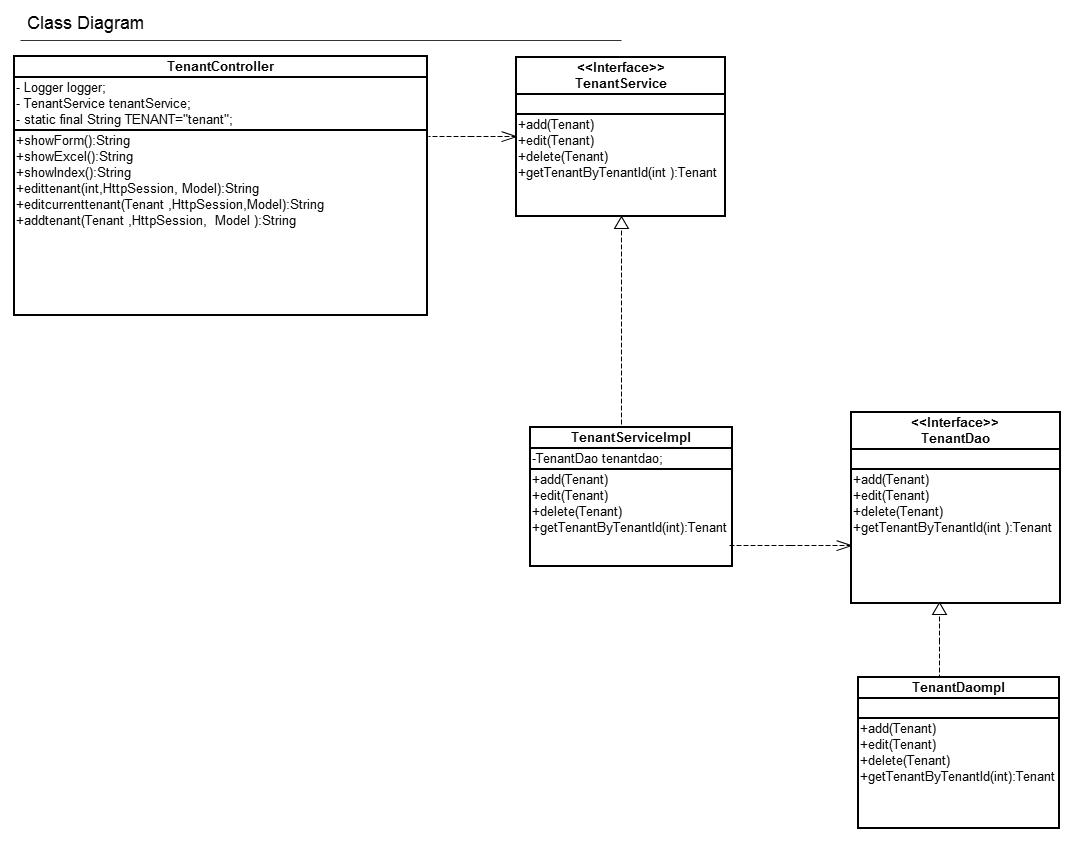 Class Diagram
TenantController
- Logger logger;
- TenantService tenantService;
- static final String TENANT="tenant";
+showForm():String
+showExcel():String
+showIndex():String
+edittenant(int,HttpSession, Model):String
+editcurrenttenant(Tenant ,HttpSession,Model):String
+addtenant(Tenant ,HttpSession, Model ):String
<<Interface>>
TenantService
+add(Tenant)
+edit(Tenant)
+delete(Tenant)
+getTenantByTenantId(int ):Tenant
TenantServiceImpl
-TenantDao tenantdao;
+add(Tenant)
+edit(Tenant)
+delete(Tenant)
+getTenantByTenantId(int):Tenant
<<Interface>>
TenantDao
+add(Tenant)
+edit(Tenant)
+delete(Tenant)
+getTenantByTenantId(int ):Tenant
TenantDaompl
+add(Tenant)
+edit(Tenant)
+delete(Tenant)
+getTenantByTenantId(int):Tenant